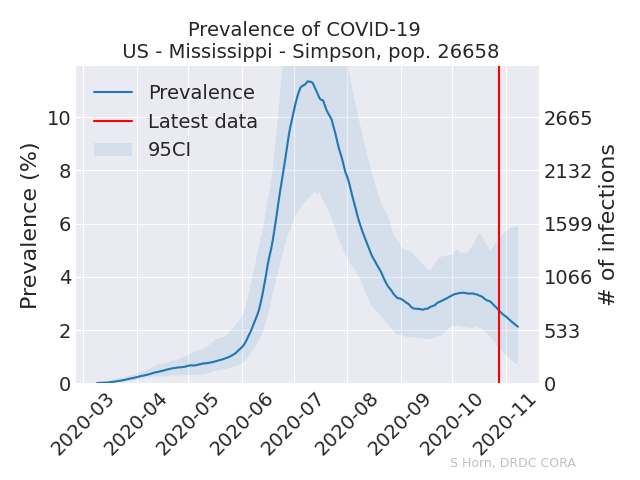 Prevalence of COVID-19
US - Mississippi - Simpson, pop. 26658
Prevalence
Latest data
95CI
Prevalence (%)
10
8
6
4
2
0
2665
2132
1599
1066
533
0
# of infections
2020-03
2020-04
2020-05
2020-06
2020-07
2020-08
2020-09
2020-10
2020-11
S Horn, DRDC CORA